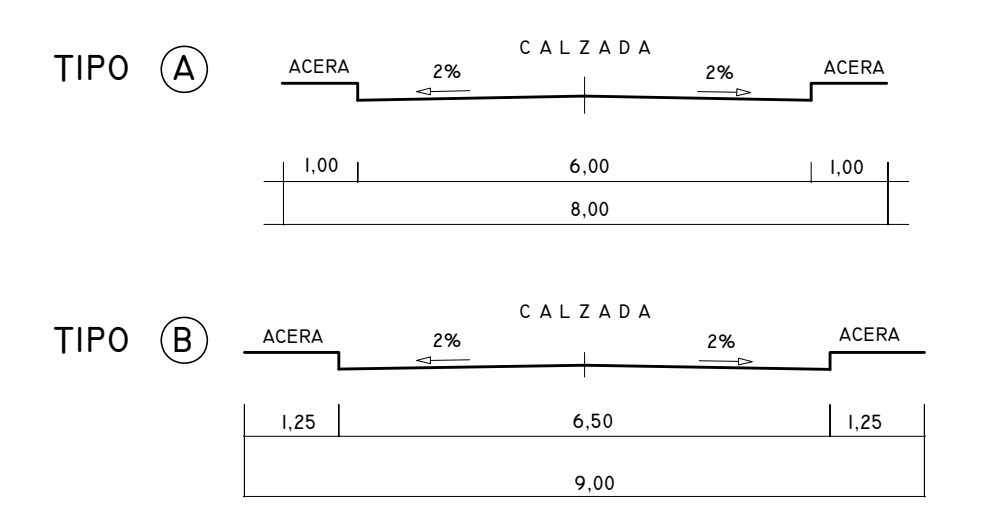 TIPO A
CALZADA
ACERA 2% 2% ACERA
1,00 6,00 1,00
8,00
TIPO B
CALZADA
ACERA 2% 2% ACERA
1,25 6,50 1,25
9,00